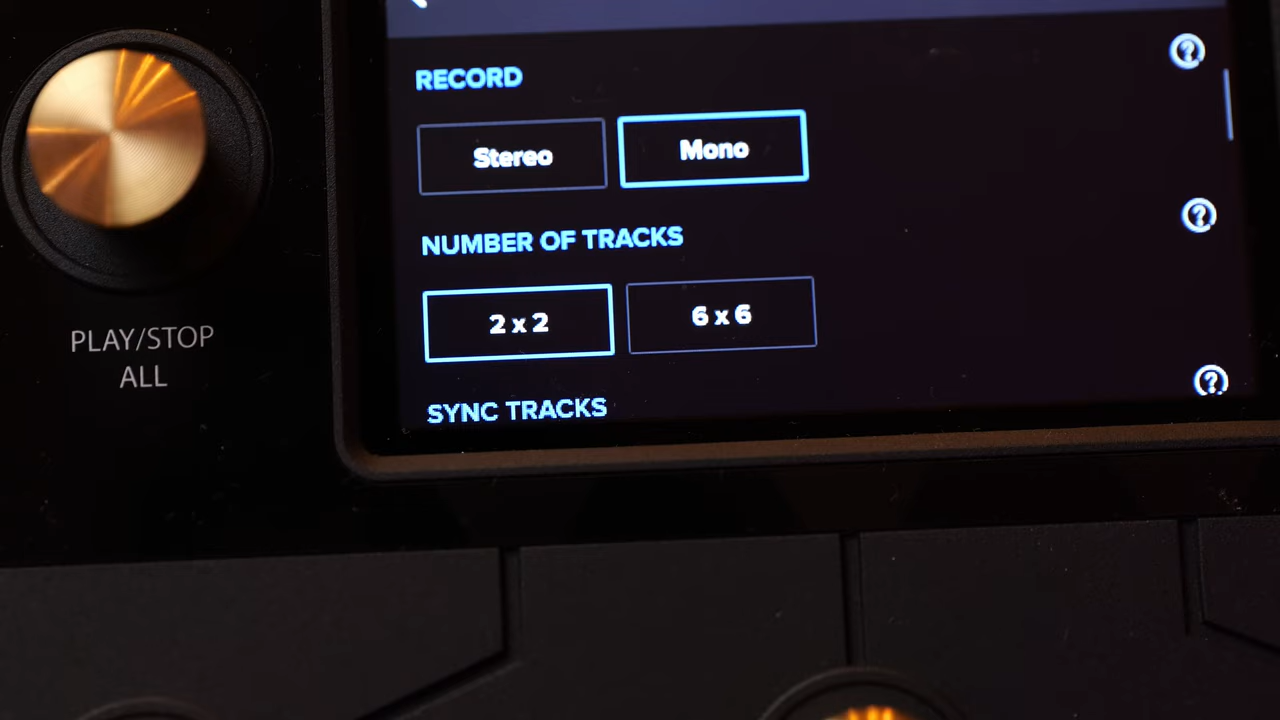 RECORD
Stereo
Mono
NUMBER OF TRACKS
2 x 2
6 x 6
SYNC TRACKS
PLAY/STOP
ALL